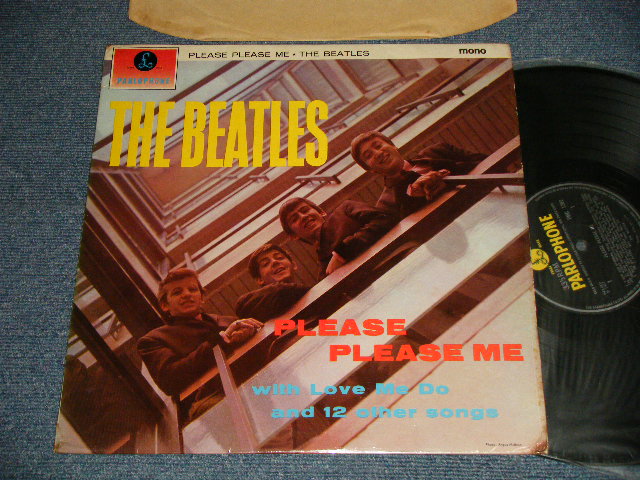 PLEASE PLEASE ME • THE BEATLES
mono
PARLOPHONE
THE BEATLES
PLEASE
PLEASE ME
with Love Me Do
and 12 other songs
PARLOPHONE